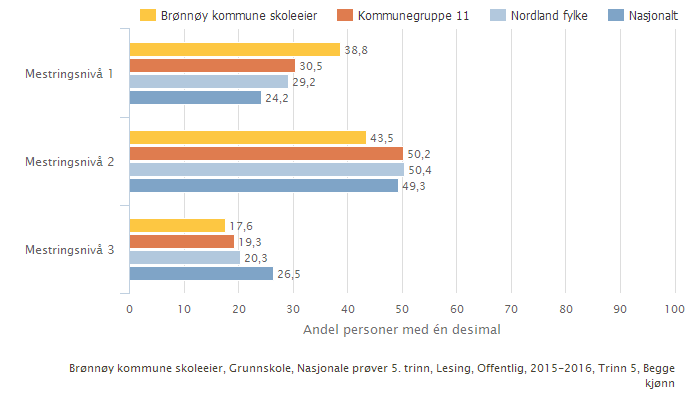 Brønnøy kommune skoleeier Kommunegruppe 11 Nordland fylke Nasjonalt
Mestringsnivå 1
38,8
30,5
29,2
24,2
Mestringsnivå 2
43,5
50,2
50,4
49,3
Mestringsnivå 3
17,6
19,3
20,3
26,5
0 10 20 30 40 50 60 70 80 90 100
Andel personer med én desimal
Brønnøy kommune skoleeier, Grunnskole, Nasjonale prøver 5. trinn, Lesing, Offentlig, 2015-2016, Trinn 5, Begge
kjønn